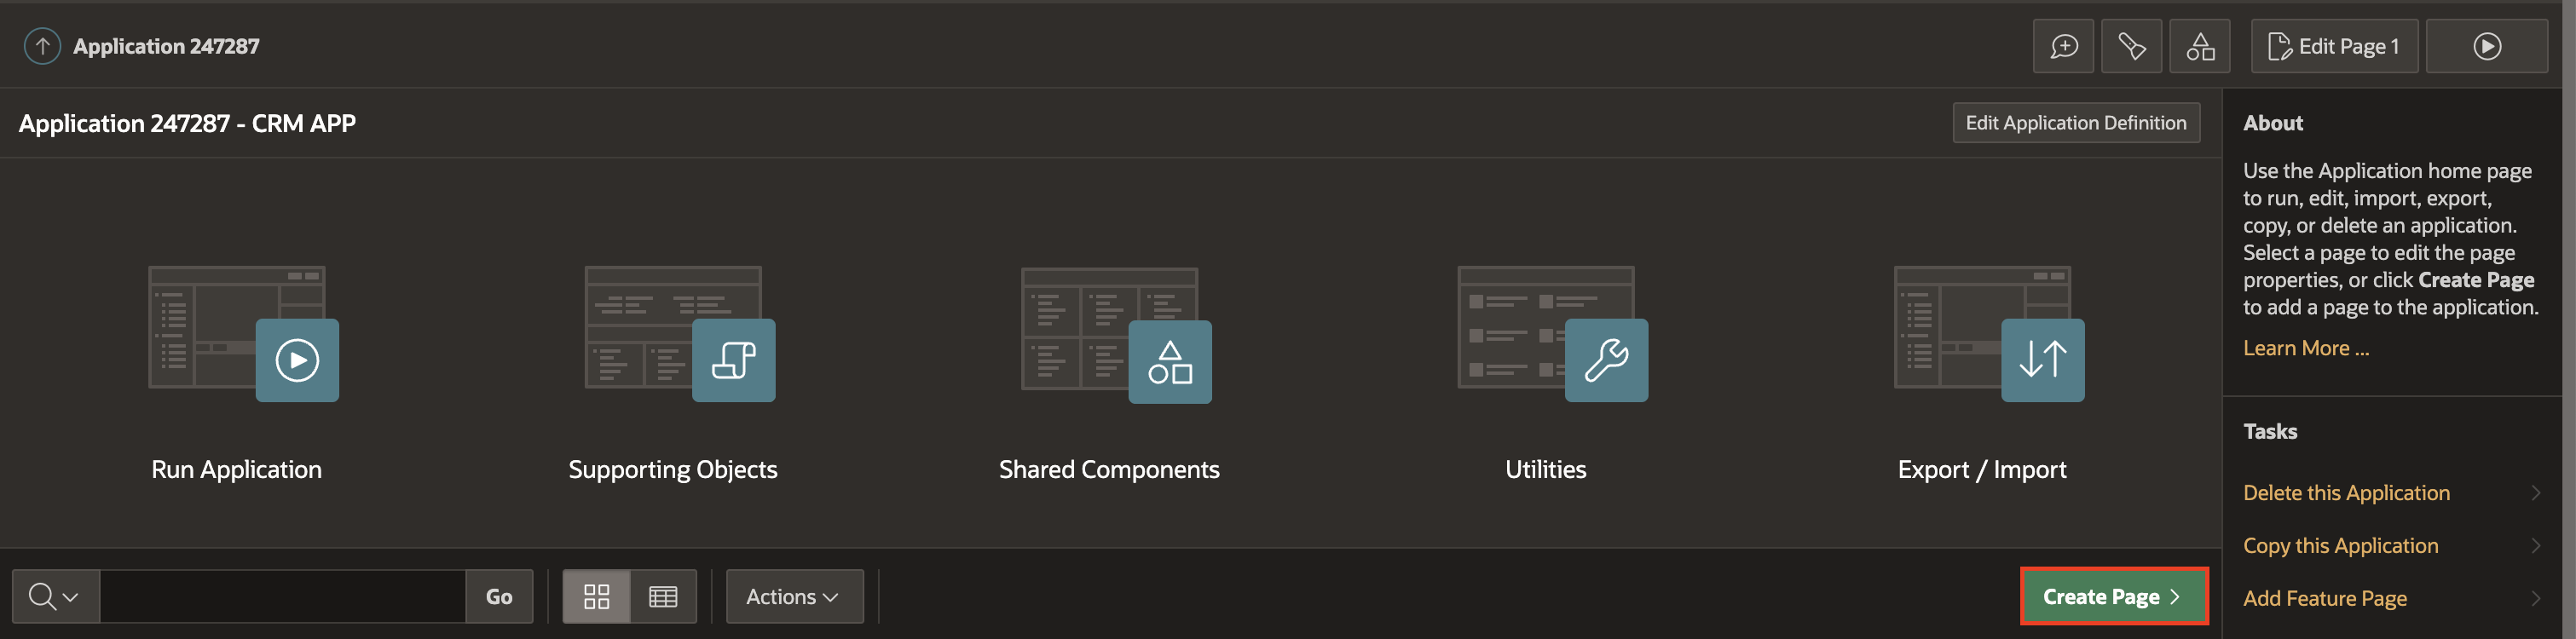 Application 247287
Edit Page 1
Application 247287 - CRM APP
Edit Application Definition
Run Application
Supporting Objects
Shared Components
Utilities
Export / Import
Go
Actions
Create Page
About
Use the Application home page
to run, edit, import, export,
copy, or delete an application.
Select a page to edit the page
properties, or click Create Page
to add a page to the application.
Learn More ...
Tasks
Delete this Application
Copy this Application
Add Feature Page